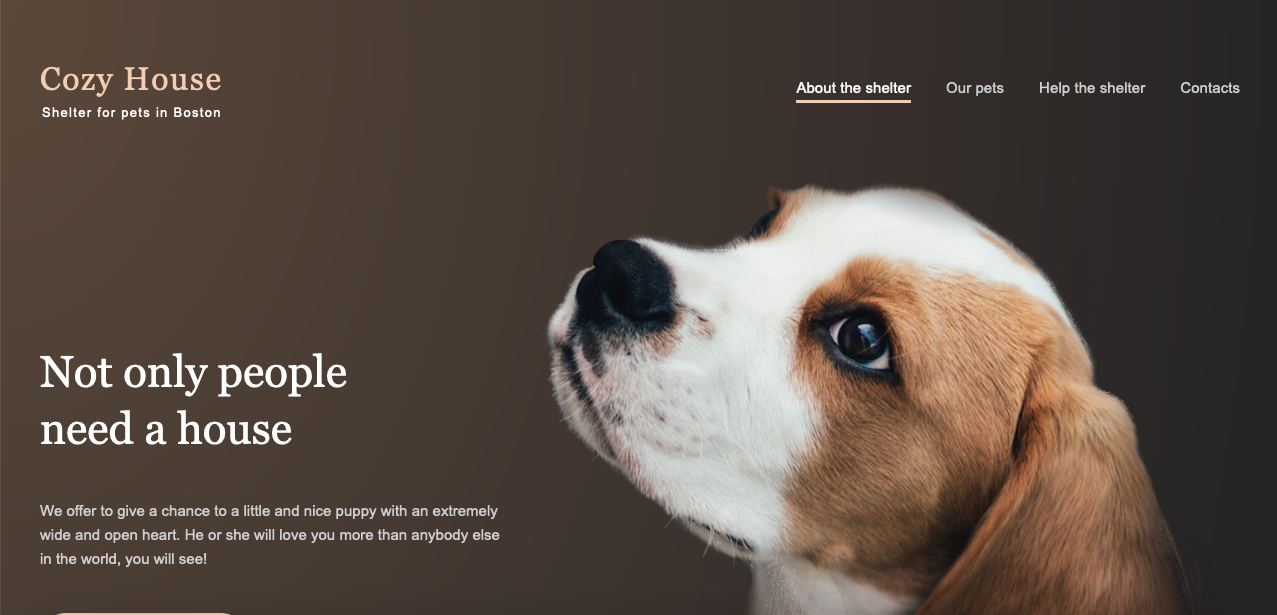 Cozy House
Shelter for pets in Boston
About the shelter Our pets Help the shelter Contacts
Not only people
need a house
We offer to give a chance to a little and nice puppy with an extremely
wide and open heart. He or she will love you more than anybody else
in the world, you will see!